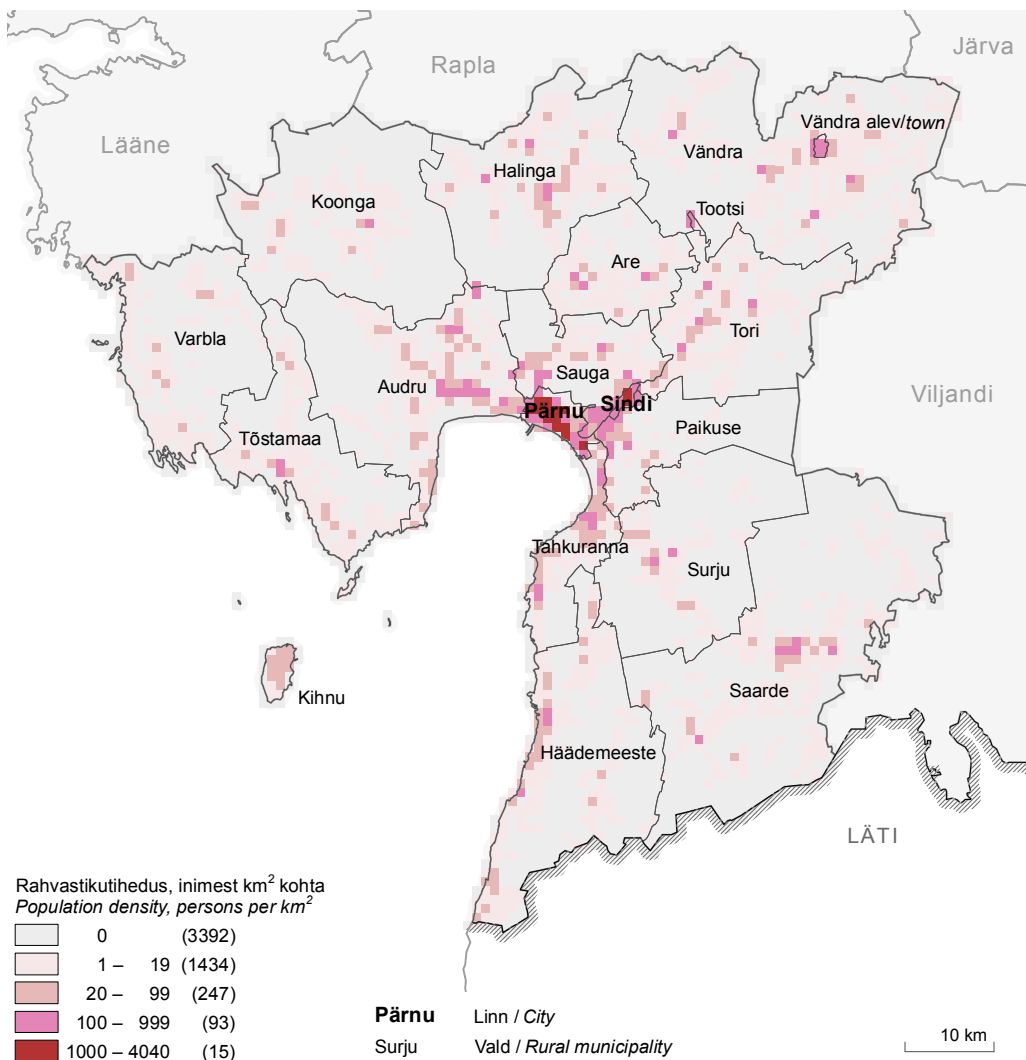 Järva
Rapla
Vändra alev/town
Lääne
Vändra
Halinga
Koonga
Tootsi
Are
Varbla
Tori
Sauga
Audru
Viljandi
Pärnu
Sindi
Paikuse
Tõstamaa
Tahkuranna
Surju
Kihnu
Saarde
Häädemeeste
LÄTI
Rahvastikutihedus, inimest km² kohta
Population density, persons per km²
0 (3392)
1 – 19 (1434)
20 – 99 (247)
100 – 999 (93)
1000 – 4040 (15)
Pärnu Linn / City
Surju Vald / Rural municipality
10 km